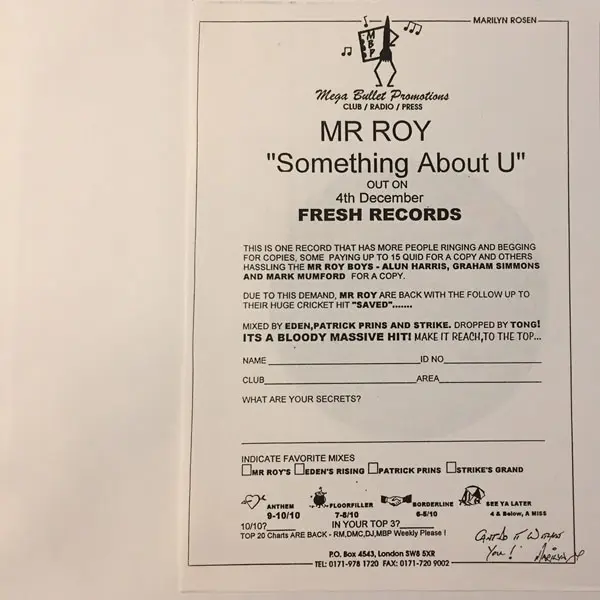 MARILYN ROSEN
MBP
Mega Bullet Promotions
CLUB / RADIO / PRESS
MR ROY
"Something About U"
OUT ON
4th December
FRESH RECORDS
THIS IS ONE RECORD THAT HAS MORE PEOPLE RINGING AND BEGGING
FOR COPIES, SOME PAYING UP TO 15 QUID FOR A COPY AND OTHERS
HASSLING THE MR ROY BOYS - ALUN HARRIS, GRAHAM SIMMONS
AND MARK MUMFORD FOR A COPY.
DUE TO THIS DEMAND, MR ROY ARE BACK WITH THE FOLLOW UP TO
THEIR HUGE CRICKET HIT "SAVED".......
MIXED BY EDEN,PATRICK PRINS AND STRIKE. DROPPED BY TONG!
ITS A BLOODY MASSIVE HIT! MAKE IT REACH,TO THE TOP...
NAME ID NO
CLUB AREA
WHAT ARE YOUR SECRETS?
INDICATE FAVORITE MIXES
MR ROY'S EDEN'S RISING PATRICK PRINS STRIKE'S GRAND
ANTHEM FLOORFILLER BORDERLINE SEE YA LATER
9-10/10 7-8/10 6-5/10 4 & Below, A MISS
10/10? IN YOUR TOP 3?
TOP 20 Charts ARE BACK - RM,DMC,DJ,MBP Weekly Please !
Cant Do It Without
You! Marilyn
P.O. Box 4543, London SW8 5XR
TEL: 0171-978 1720 FAX: 0171-720 9002